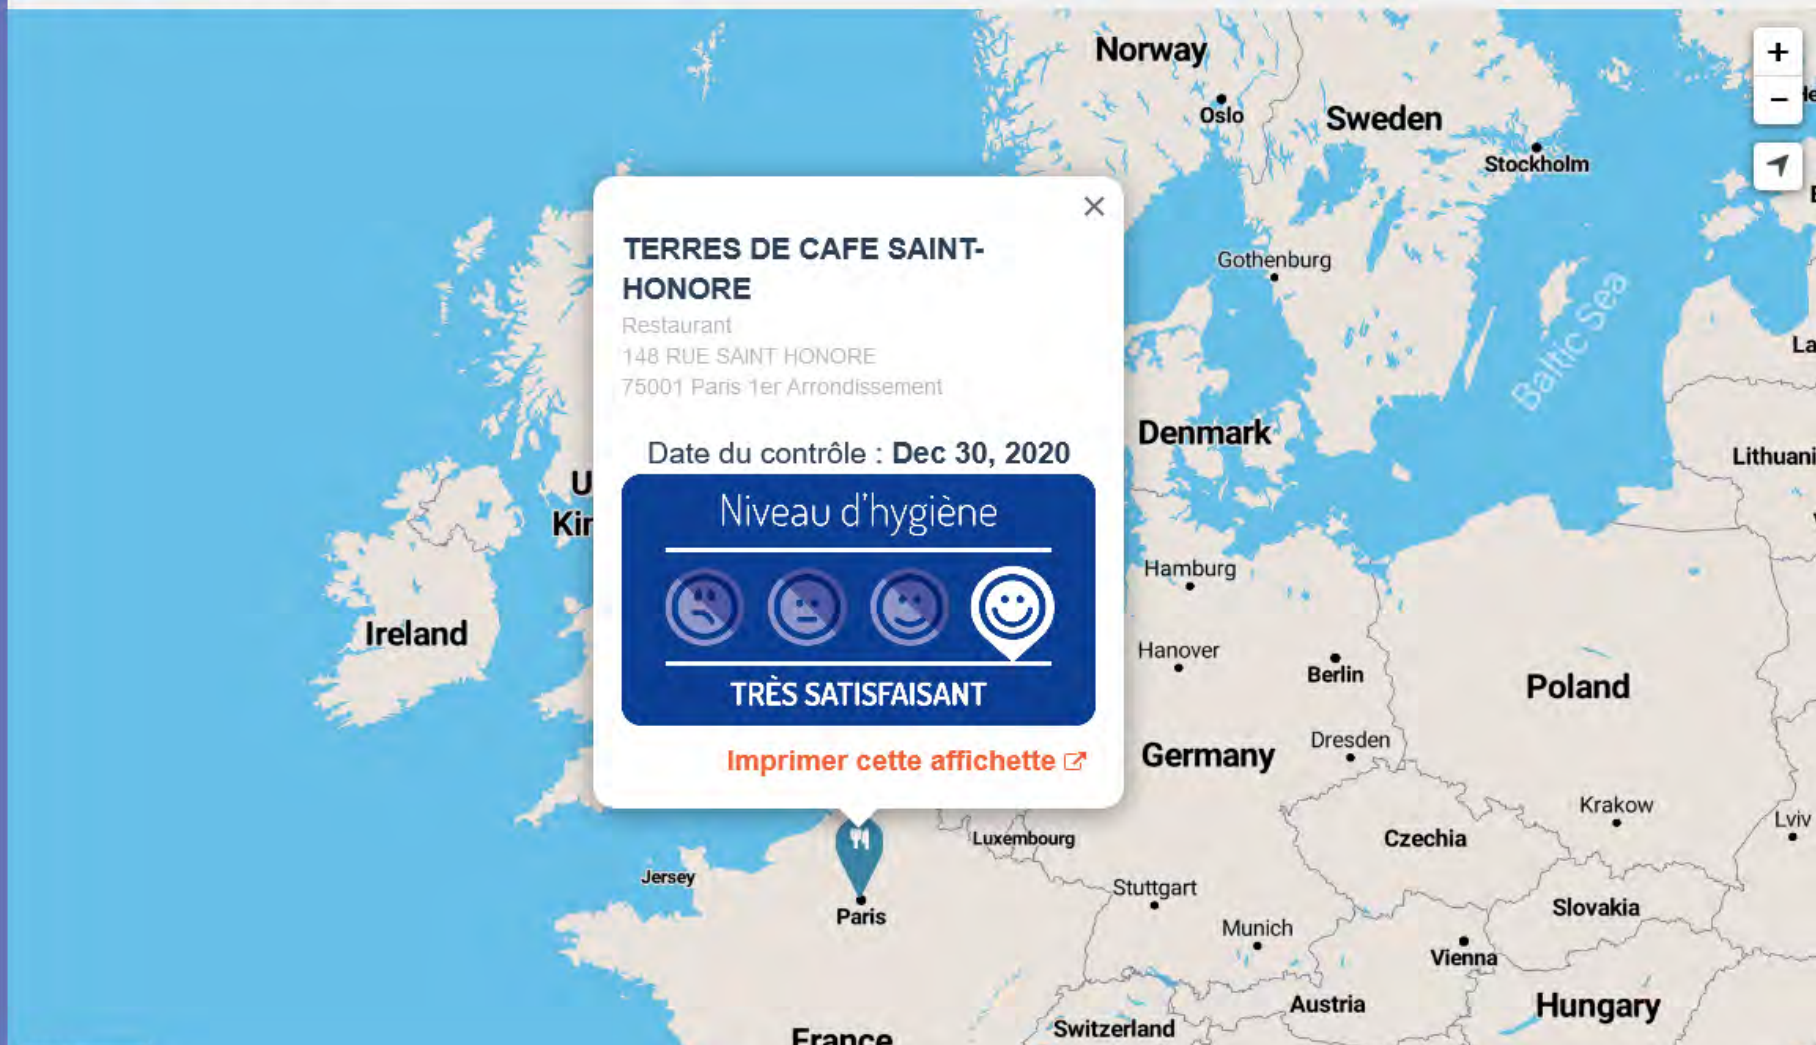 Norway
Oslo
Sweden
Stockholm
+
−
TERRES DE CAFE SAINT-
HONORE
Restaurant
148 RUE SAINT HONORE
75001 Paris 1er Arrondissement
Date du contrôle : Dec 30, 2020
Niveau d'hygiène
TRÈS SATISFAISANT
Imprimer cette affichette
Gothenburg
Baltic Sea
Denmark
Lithuani
U
Kin
Ireland
Hamburg
Hanover
Berlin
Poland
Dresden
Germany
Krakow
Lviv
Czechia
Luxembourg
Jersey
Paris
Stuttgart
Slovakia
Munich
Vienna
Austria
Hungary
Switzerland
France
La